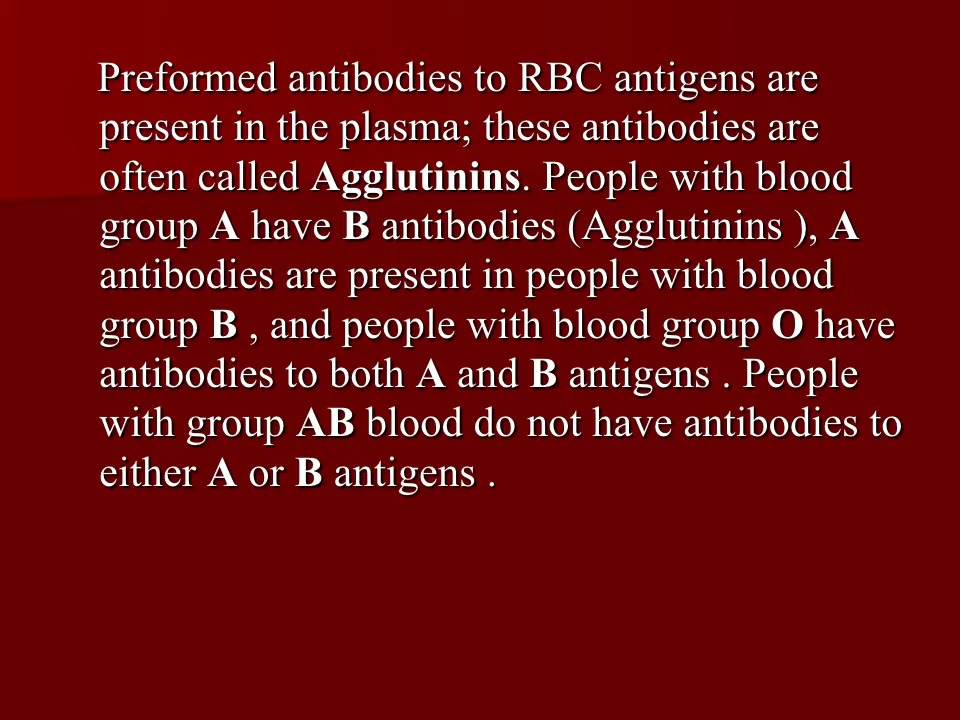 Preformed antibodies to RBC antigens are
present in the plasma; these antibodies are
often called Agglutinins. People with blood
group A have B antibodies (Agglutinins ), A
antibodies are present in people with blood
group B , and people with blood group O have
antibodies to both A and B antigens . People
with group AB blood do not have antibodies to
either A or B antigens .